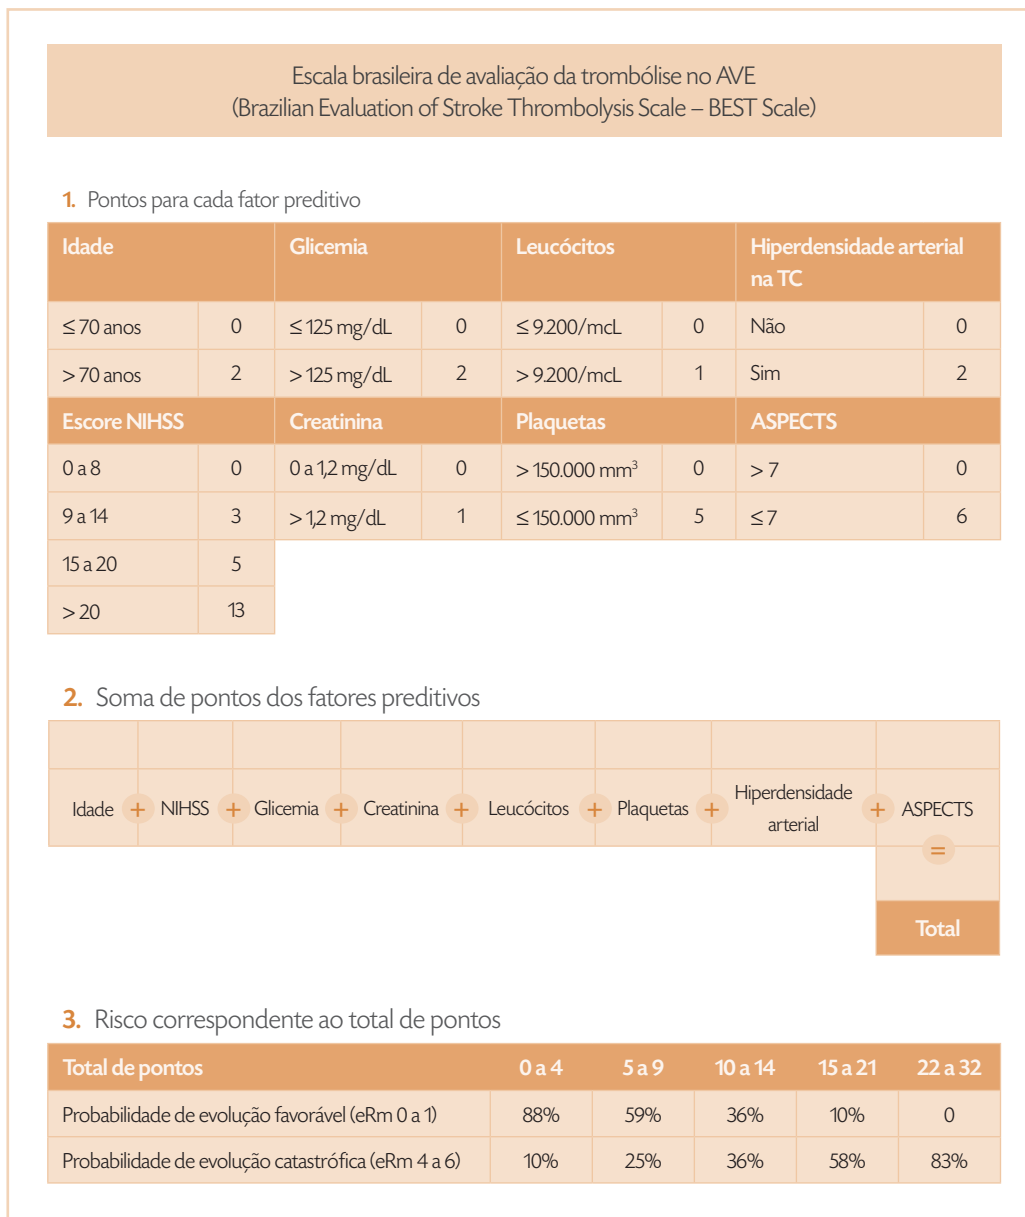 Escala brasileira de avaliação da trombólise no AVE
(Brazilian Evaluation of Stroke Thrombolysis Scale – BEST Scale)
1. Pontos para cada fator preditivo
Idade Glicemia Leucócitos Hiperdensidade arterial
na TC
≤ 70 anos 0 ≤ 125 mg/dL 0 ≤ 9.200/mcL 0 Não 0
> 70 anos 2 > 125 mg/dL 2 > 9.200/mcL 1 Sim 2
Escore NIHSS Creatinina Plaquetas ASPECTS
0 a 8 0 0 a 1,2 mg/dL 0 > 150.000 mm³ 0 > 7 0
9 a 14 3 > 1,2 mg/dL 1 ≤ 150.000 mm³ 5 ≤ 7 6
15 a 20 5
> 20 13
2. Soma de pontos dos fatores preditivos
Idade + NIHSS + Glicemia + Creatinina + Leucócitos + Plaquetas + Hiperdensidade
arterial + ASPECTS
=
Total
3. Risco correspondente ao total de pontos
Total de pontos 0 a 4 5 a 9 10 a 14 15 a 21 22 a 32
Probabilidade de evolução favorável (eRm 0 a 1) 88% 59% 36% 10% 0
Probabilidade de evolução catastrófica (eRm 4 a 6) 10% 25% 36% 58% 83%